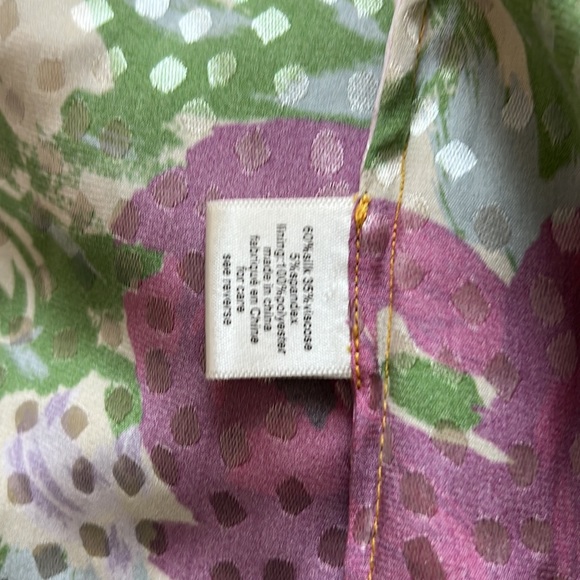 60%silk 35%viscose
5%spandex
lining:100%polyester
made in china
fabriqué en Chine
for care
see reverse